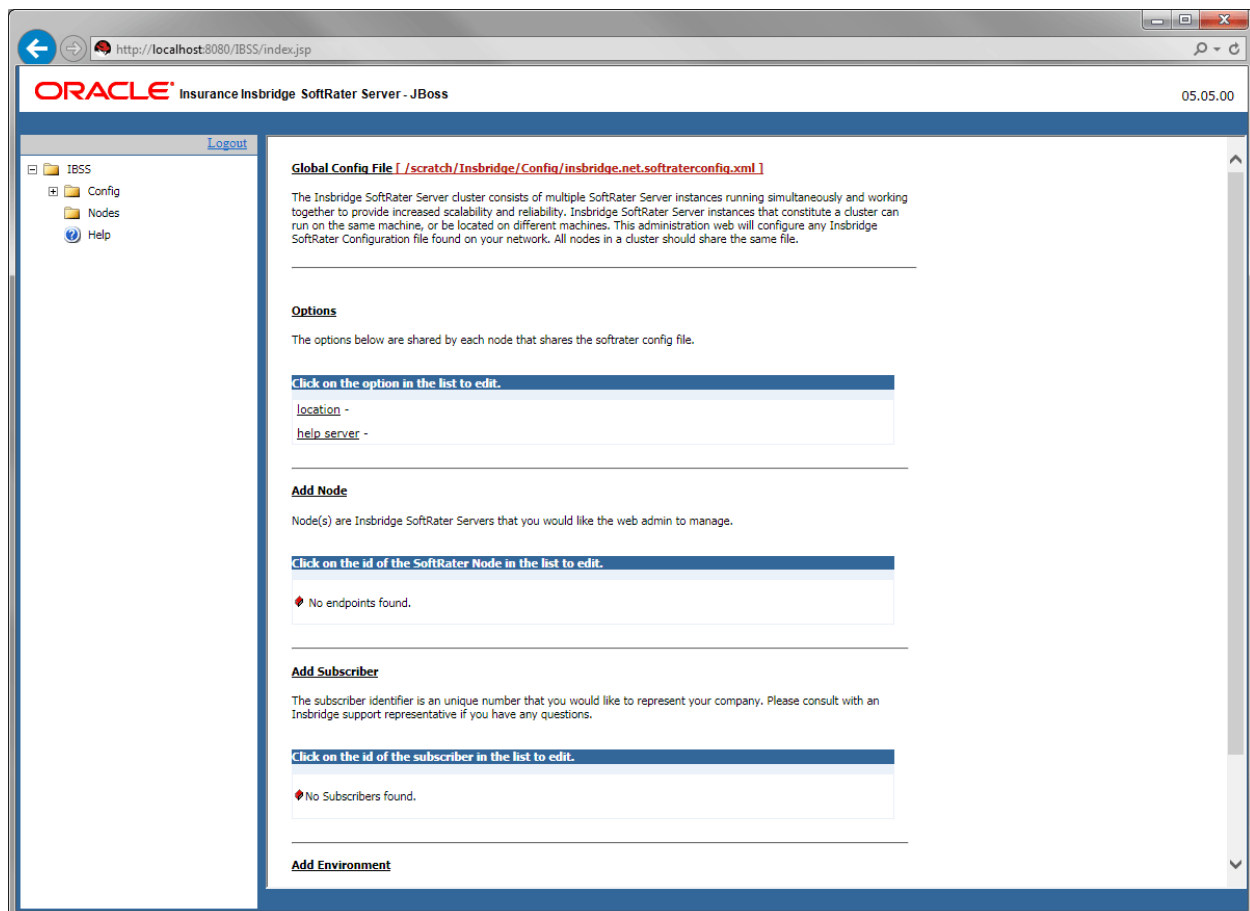 http://localhost:8080/IBSS/index.jsp
ORACLE Insurance Insbridge SoftRater Server - JBoss
05.05.00
Logout
IBSS
Config
Nodes
Help
Global Config File [ /scratch/Insbridge/Config/insbridge.net.softraterconfig.xml ]
The Insbridge SoftRater Server cluster consists of multiple SoftRater Server instances running simultaneously and working
together to provide increased scalability and reliability. Insbridge SoftRater Server instances that constitute a cluster can
run on the same machine, or be located on different machines. This administration web will configure any Insbridge
SoftRater Configuration file found on your network. All nodes in a cluster should share the same file.
Options
The options below are shared by each node that shares the softrater config file.
Click on the option in the list to edit.
location -
help server -
Add Node
Node(s) are Insbridge SoftRater Servers that you would like the web admin to manage.
Click on the id of the SoftRater Node in the list to edit.
No endpoints found.
Add Subscriber
The subscriber identifier is an unique number that you would like to represent your company. Please consult with an
Insbridge support representative if you have any questions.
Click on the id of the subscriber in the list to edit.
No Subscribers found.
Add Environment